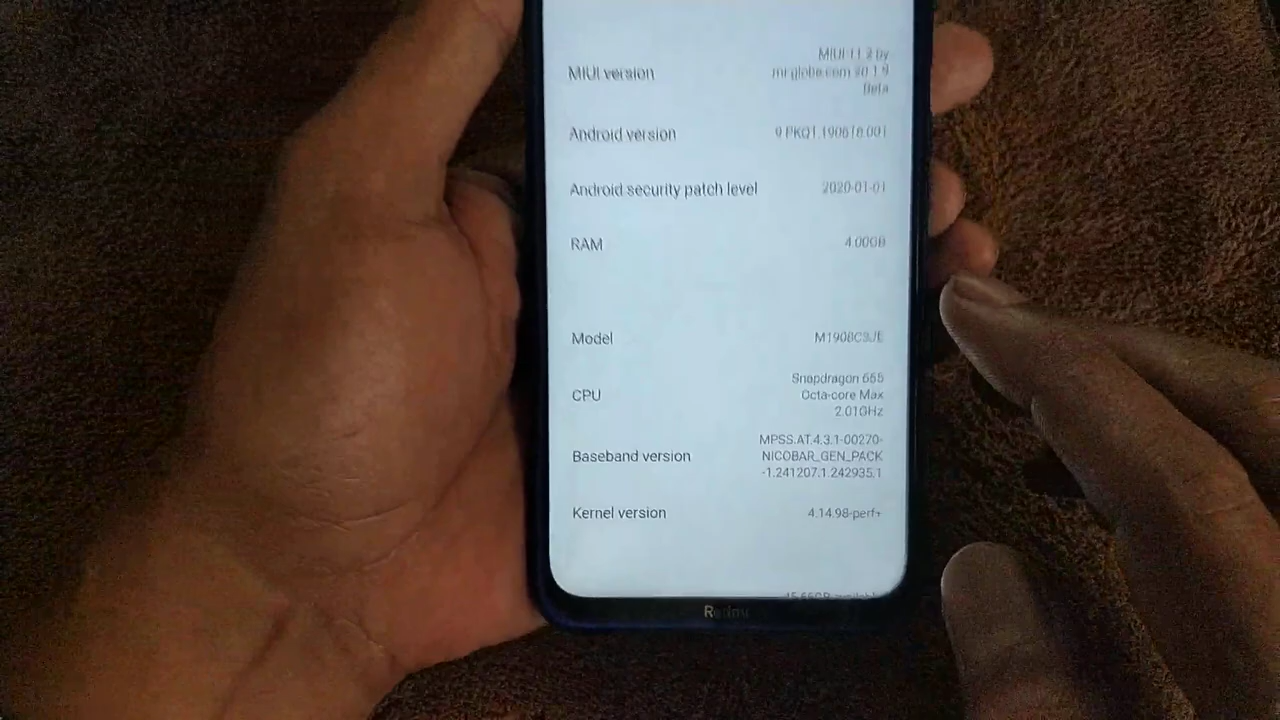 MIUI version
MIUI 11.2 by
mi-globe.com 20.1.9
Beta
Android version
9 PKQ1.190616.001
Android security patch level
2020-01-01
RAM
4.00GB
Model
M1908C3JE
CPU
Snapdragon 665
Octa-core Max
2.01GHz
Baseband version
MPSS.AT.4.3.1-00270-
NICOBAR_GEN_PACK
-1.241207.1.242935.1
Kernel version
4.14.98-perf+
Redmi